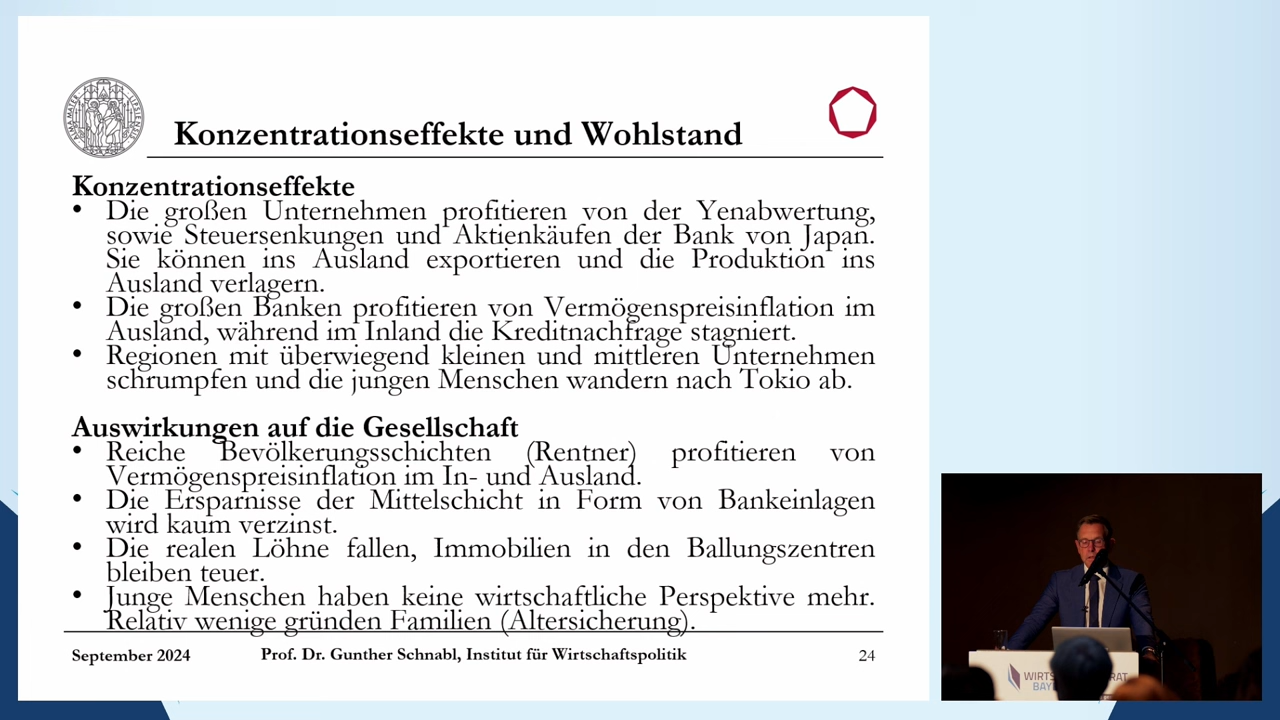 Konzentrationseffekte und Wohlstand
Konzentrationseffekte
• Die großen Unternehmen profitieren von der Yenabwertung,
sowie Steuersenkungen und Aktienkäufen der Bank von Japan.
Sie können ins Ausland exportieren und die Produktion ins
Ausland verlagern.
• Die großen Banken profitieren von Vermögenspreisinflation im
Ausland, während im Inland die Kreditnachfrage stagniert.
• Regionen mit überwiegend kleinen und mittleren Unternehmen
schrumpfen und die jungen Menschen wandern nach Tokio ab.
Auswirkungen auf die Gesellschaft
• Reiche Bevölkerungsschichten (Rentner) profitieren von
Vermögenspreisinflation im In- und Ausland.
• Die Ersparnisse der Mittelschicht in Form von Bankeinlagen
wird kaum verzinst.
• Die realen Löhne fallen, Immobilien in den Ballungszentren
bleiben teuer.
• Junge Menschen haben keine wirtschaftliche Perspektive mehr.
Relativ wenige gründen Familien (Altersicherung).
September 2024
Prof. Dr. Gunther Schnabl, Institut für Wirtschaftspolitik
24